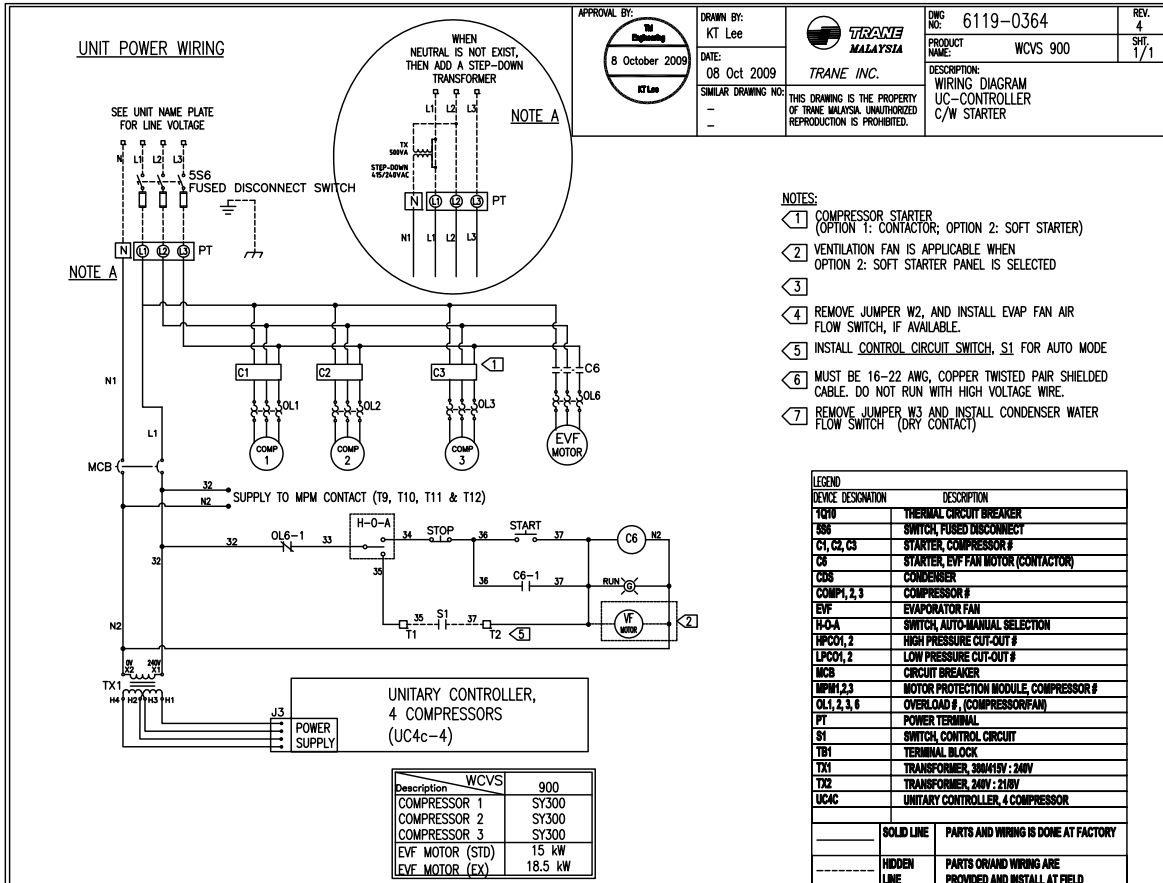 UNIT POWER WIRING
SEE UNIT NAME PLATE
FOR LINE VOLTAGE
N L1 L2 L3
5S6
FUSED DISCONNECT SWITCH
N L1 L2 L3 PT
NOTE A
WHEN
NEUTRAL IS NOT EXIST,
THEN ADD A STEP-DOWN
TRANSFORMER
L1 L2 L3
NOTE A
TX
500VA
STEP-DOWN
415/240VAC
N L1 L2 L3 PT
N1 L1 L2 L3
APPROVAL BY:
TM
Engineering
8 October 2009
KT Lee
DRAWN BY:
KT Lee
DATE:
08 Oct 2009
SIMILAR DRAWING NO:
-
-
TRANE
MALAYSIA
TRANE INC.
THIS DRAWING IS THE PROPERTY
OF TRANE MALAYSIA. UNAUTHORIZED
REPRODUCTION IS PROHIBITED.
DWG
NO: 6119-0364
REV.
4
PRODUCT
NAME: WCVS 900
SHT.
1/1
DESCRIPTION:
WIRING DIAGRAM
UC-CONTROLLER
C/W STARTER
NOTES:
1 COMPRESSOR STARTER
(OPTION 1: CONTACTOR; OPTION 2: SOFT STARTER)
2 VENTILATION FAN IS APPLICABLE WHEN
OPTION 2: SOFT STARTER PANEL IS SELECTED
3
4 REMOVE JUMPER W2, AND INSTALL EVAP FAN AIR
FLOW SWITCH, IF AVAILABLE.
5 INSTALL CONTROL CIRCUIT SWITCH, S1 FOR AUTO MODE
6 MUST BE 16-22 AWG, COPPER TWISTED PAIR SHIELDED
CABLE. DO NOT RUN WITH HIGH VOLTAGE WIRE.
7 REMOVE JUMPER W3 AND INSTALL CONDENSER WATER
FLOW SWITCH (DRY CONTACT)
N1
C1 C2 C3 1 C6
OL1 OL2 OL3 OL6
COMP
1
COMP
2
COMP
3
EVF
MOTOR
L1
MCB
32
N2
SUPPLY TO MPM CONTACT (T9, T10, T11 & T12)
32 OL6-1 33 H-O-A 34 STOP 36 START 37 C6 N2
32
35
36 C6-1 37 RUN G
35 S1 37
T1 T2 5
VF
MOTOR
2
N2
0V 240V
X2 X1
TX1
H4 H2 H3 H1
J3
POWER
SUPPLY
UNITARY CONTROLLER,
4 COMPRESSORS
(UC4c-4)
Description WCVS 900
COMPRESSOR 1 SY300
COMPRESSOR 2 SY300
COMPRESSOR 3 SY300
EVF MOTOR (STD) 15 kW
EVF MOTOR (EX) 18.5 kW
LEGEND
DEVICE DESIGNATION DESCRIPTION
1Q10 THERMAL CIRCUIT BREAKER
5S6 SWITCH, FUSED DISCONNECT
C1, C2, C3 STARTER, COMPRESSOR #
C6 STARTER, EVF FAN MOTOR (CONTACTOR)
CDS CONDENSER
COMP1, 2, 3 COMPRESSOR #
EVF EVAPORATOR FAN
H-O-A SWITCH, AUTO-MANUAL SELECTION
HPCO1, 2 HIGH PRESSURE CUT-OUT #
LPCO1, 2 LOW PRESSURE CUT-OUT #
MCB CIRCUIT BREAKER
MPM1,2,3 MOTOR PROTECTION MODULE, COMPRESSOR #
OL1, 2, 3, 6 OVERLOAD #, (COMPRESSOR/FAN)
PT POWER TERMINAL
S1 SWITCH, CONTROL CIRCUIT
TB1 TERMINAL BLOCK
TX1 TRANSFORMER, 380/415V : 240V
TX2 TRANSFORMER, 240V : 21/8V
UC4C UNITARY CONTROLLER, 4 COMPRESSOR
SOLID LINE PARTS AND WIRING IS DONE AT FACTORY
HIDDEN PARTS OR/AND WIRING ARE
LINE PROVIDED AND INSTALL AT FIELD